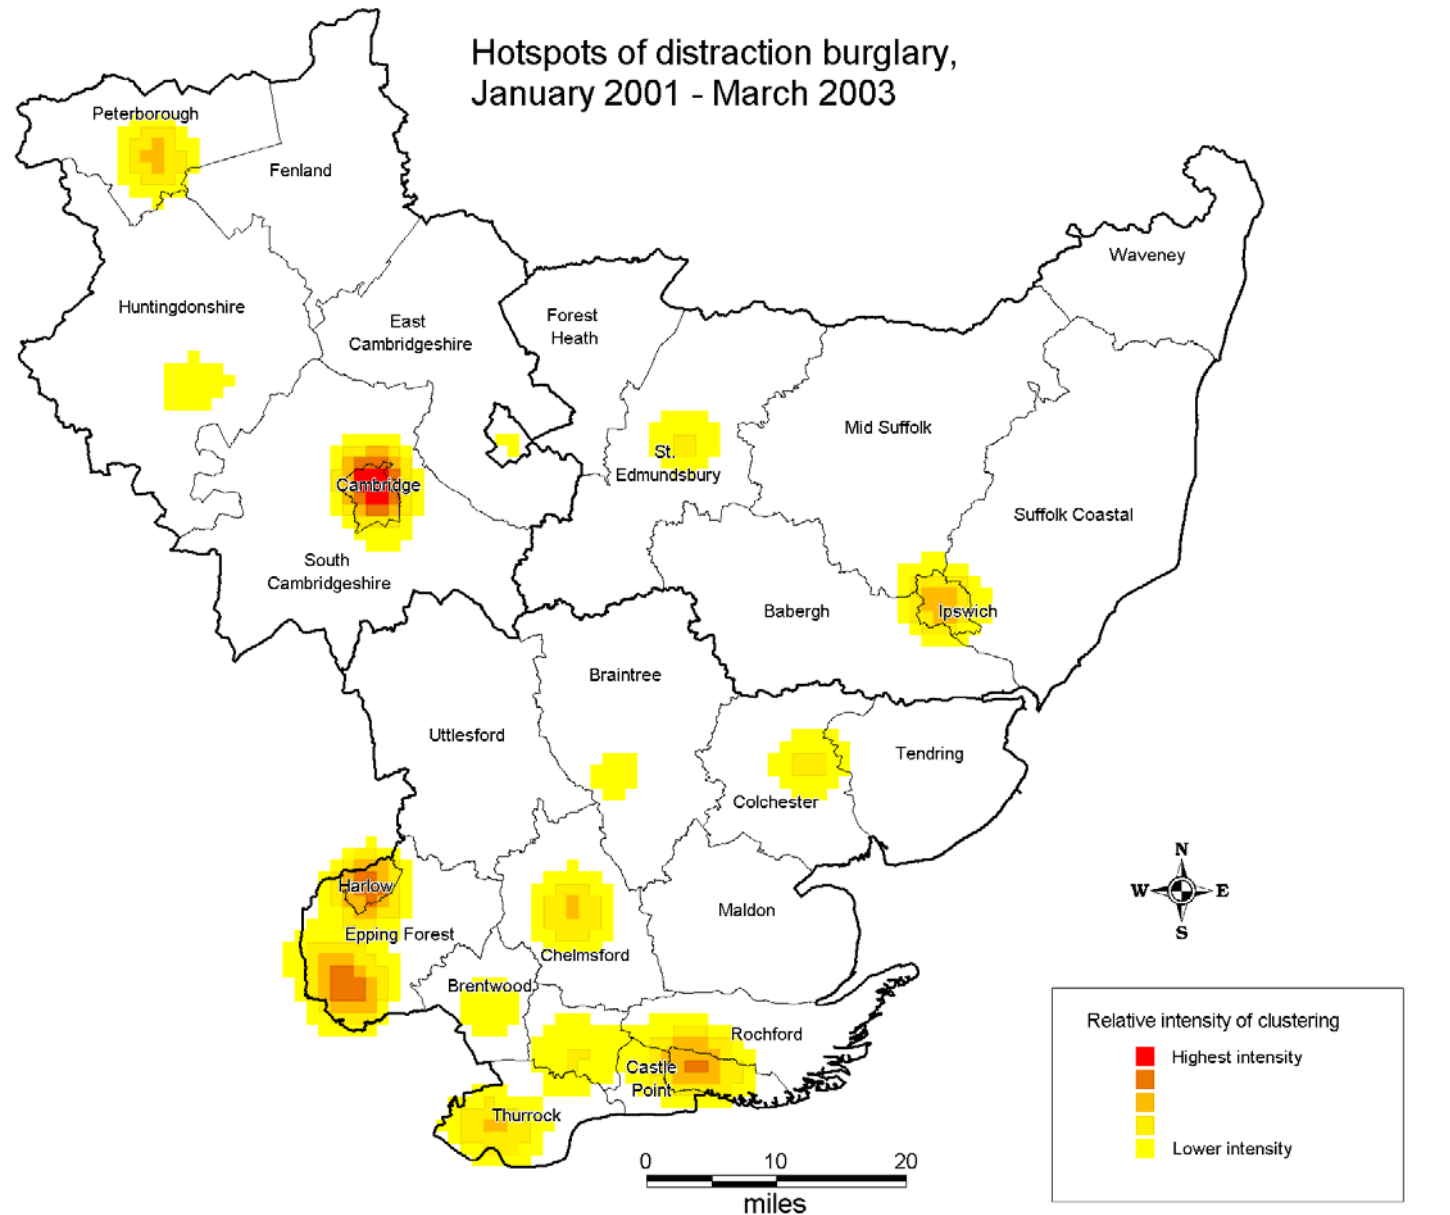 Hotspots of distraction burglary,
January 2001 - March 2003
Peterborough
Fenland
Waveney
Huntingdonshire
East
Cambridgeshire
Forest
Heath
Mid Suffolk
St.
Edmundsbury
Cambridge
Suffolk Coastal
South
Cambridgeshire
Babergh
Ipswich
Braintree
Uttlesford
Tendring
Colchester
Harlow
Epping Forest
Maldon
Chelmsford
Brentwood
Rochford
Castle
Point
Thurrock
N
W
E
S
Relative intensity of clustering
Highest intensity
Lower intensity
0 10 20
miles